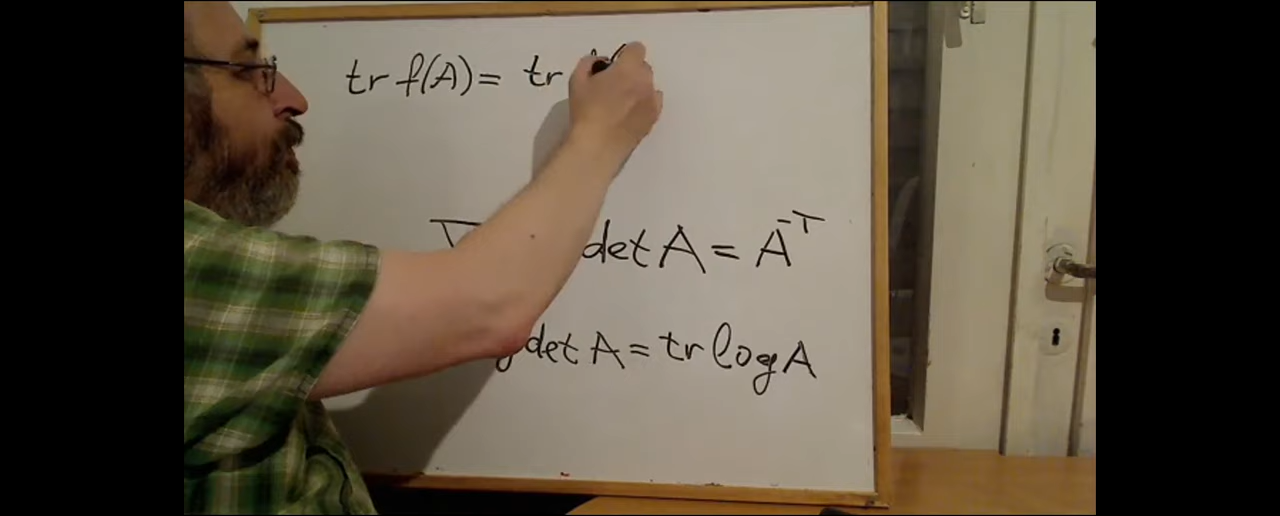 tr f(A) = tr
det A = A^{-T}
det A = tr log A